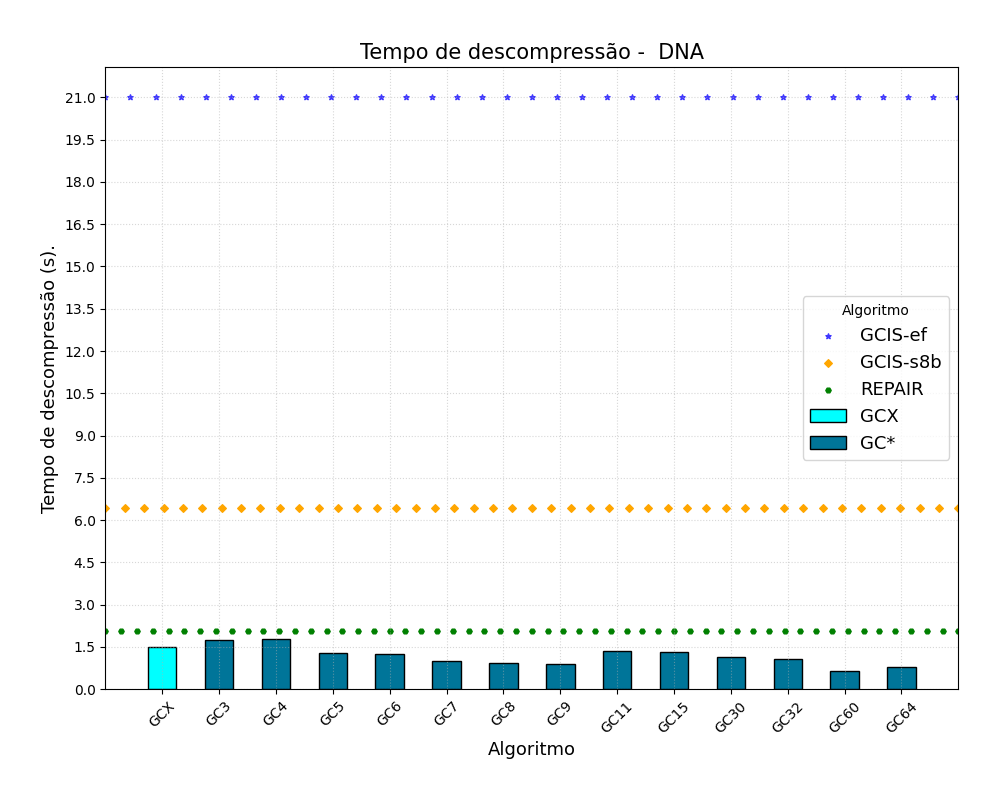 Tempo de descompressão -  DNA
Tempo de descompressão (s).
21.0
19.5
18.0
16.5
15.0
13.5
12.0
10.5
9.0
7.5
6.0
4.5
3.0
1.5
0.0
Algoritmo
GCIS-ef
GCIS-s8b
REPAIR
GCX
GC*
GCX
GC3
GC4
GC5
GC6
GC7
GC8
GC9
GC11
GC15
GC30
GC32
GC60
GC64
Algoritmo